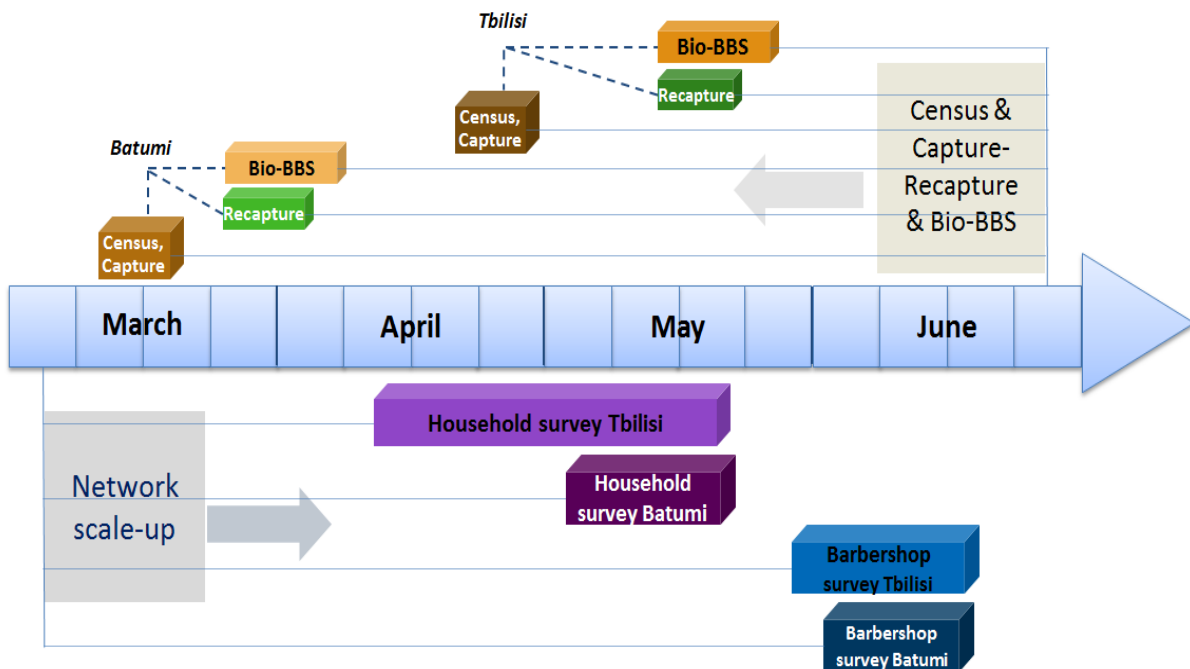 Tbilisi
Bio-BBS
Recapture
Census,
Capture
Census &
Capture-
Recapture
& Bio-BBS
Batumi
Bio-BBS
Recapture
Census,
Capture
March
April
May
June
Network
scale-up
Household survey Tbilisi
Household
survey Batumi
Barbershop
survey Tbilisi
Barbershop
survey Batumi